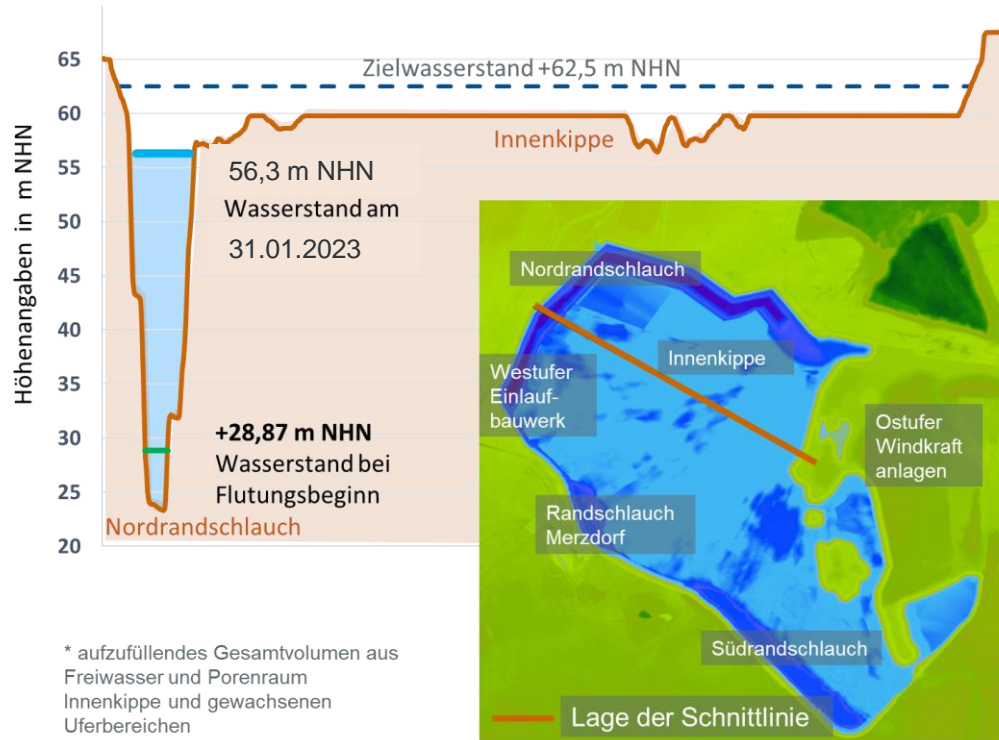 Höhenangaben in m NHN
65
60
55
50
45
40
35
30
25
20
Zielwasserstand +62,5 m NHN
Innenkippe
56,3 m NHN
Wasserstand am
31.01.2023
+28,87 m NHN
Wasserstand bei
Flutungsbeginn
Nordrandschlauch
Nordrandschlauch
Innenkippe
Westufer
Einlauf-
bauwerk
Ostufer
Windkraft
anlagen
Randschlauch
Merzdorf
Südrandschlauch
Lage der Schnittlinie
* aufzufüllendes Gesamtvolumen aus
Freiwasser und Porenraum
Innenkippe und gewachsenen
Uferbereichen